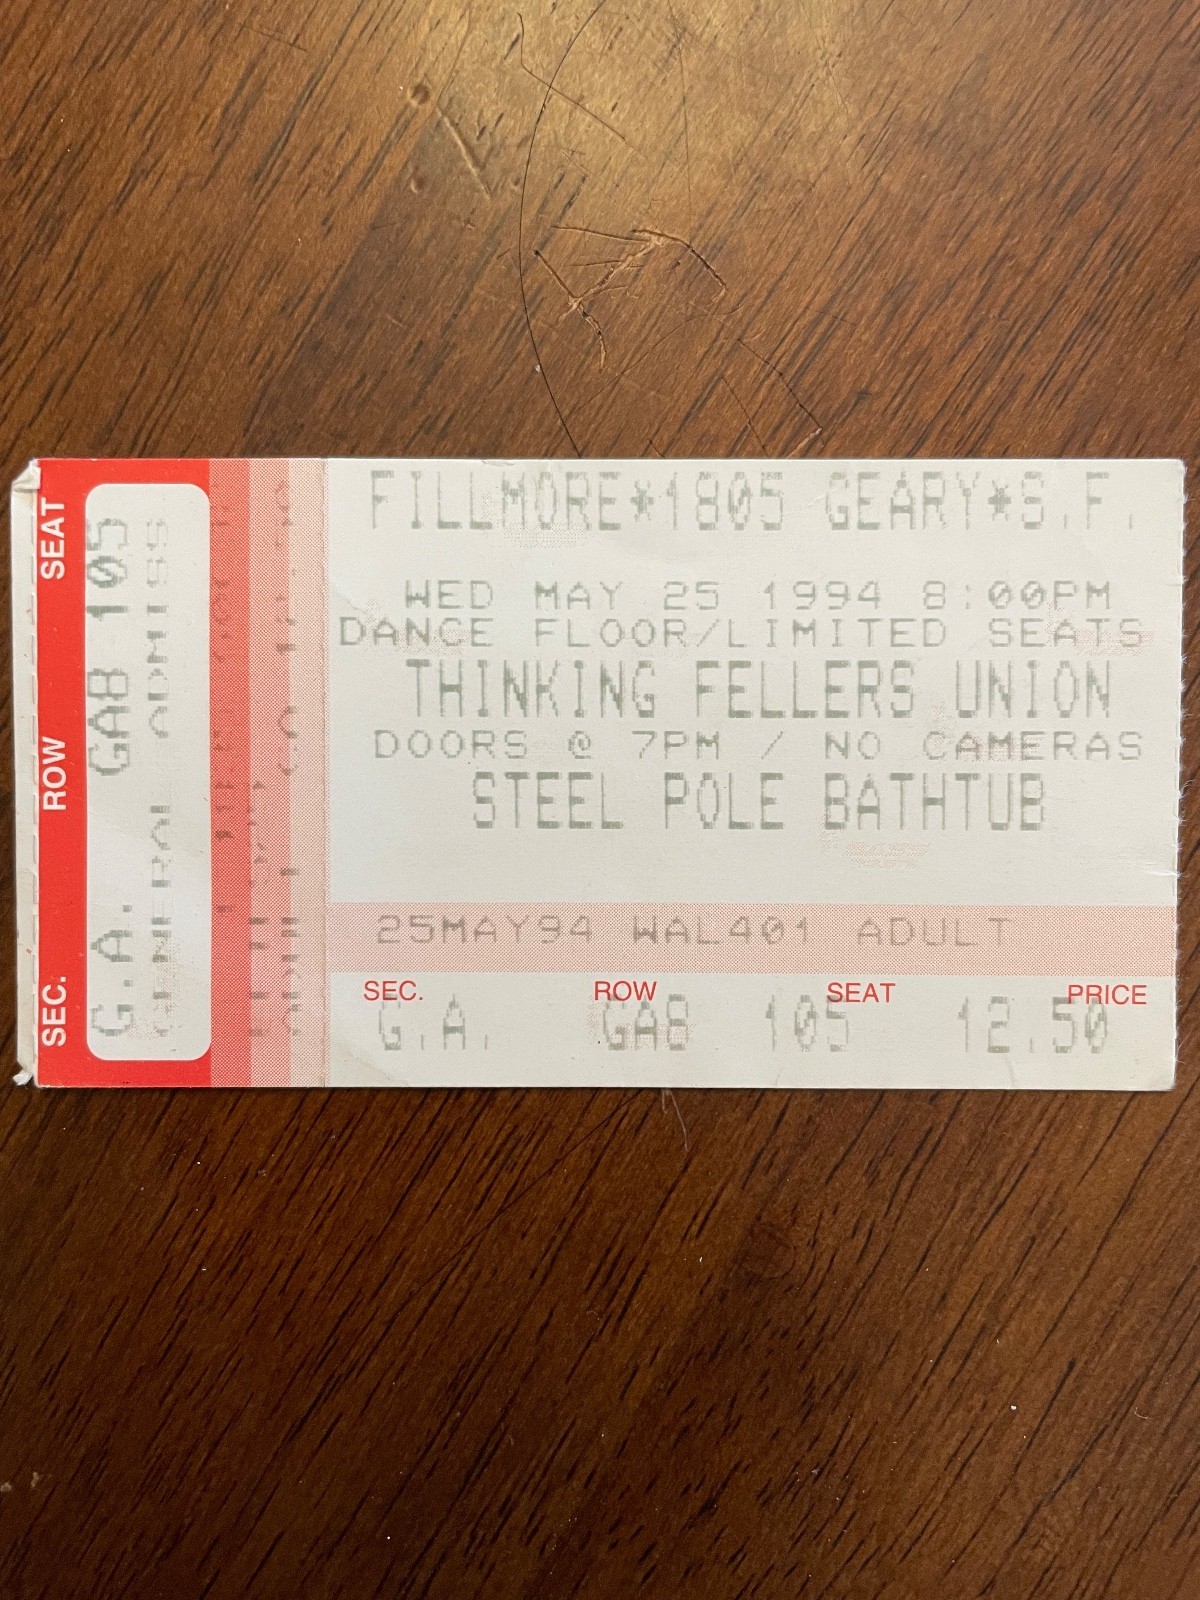 FILLMORE*1805 GEARY*S.F.
WED MAY 25 1994 8:00PM
DANCE FLOOR/LIMITED SEATS
THINKING FELLERS UNION
DOORS @ 7PM / NO CAMERAS
STEEL POLE BATHTUB
25MAY94 WAL401 ADULT
SEC. ROW SEAT PRICE
G.A. GA8 105 12.50
SEC. ROW SEAT
G.A. GA8 105
GENERAL ADMISS